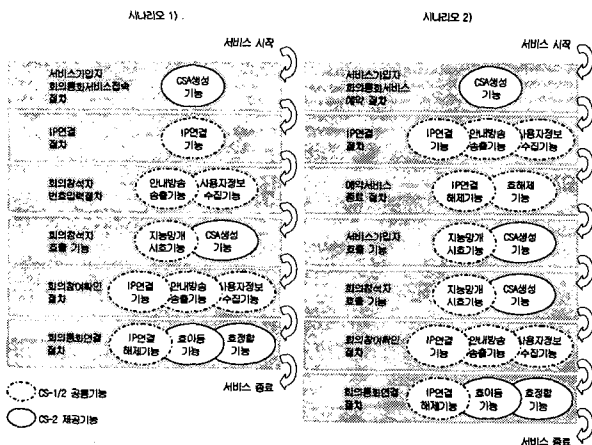 시나리오 1)
서비스 시작
서비스가입자
회의통화서비스접속
절차
CSA생성
기능
IP연결
절차
IP연결
기능
회의참석자
번호입력절차
안내방송
송출기능
사용자정보
수집기능
회의참석자
호출 기능
지능망개
시호기능
CSA생성
기능
회의참여확인
절차
IP연결
기능
안내방송
송출기능
사용자정보
수집기능
회의통화연결
절차
IP연결
해제기능
호이동
기능
호정합
기능
서비스 종료
CS-1/2 공통기능
CS-2 제공기능
시나리오 2)
서비스 시작
서비스가입자
회의통화서비스
예약 절차
CSA생성
기능
IP연결
절차
IP연결
기능
안내방송
송출기능
사용자정보
수집기능
예약서비스
종료 절차
IP연결
해제기능
호해제
기능
서비스가입자
호출 기능
지능망개
시호기능
CSA생성
기능
회의참석자
호출 기능
지능망개
시호기능
CSA생성
기능
회의참여확인
절차
IP연결
기능
안내방송
송출기능
사용자정보
수집기능
회의통화연결
절차
IP연결
해제기능
호이동
기능
호정합
기능
서비스 종료